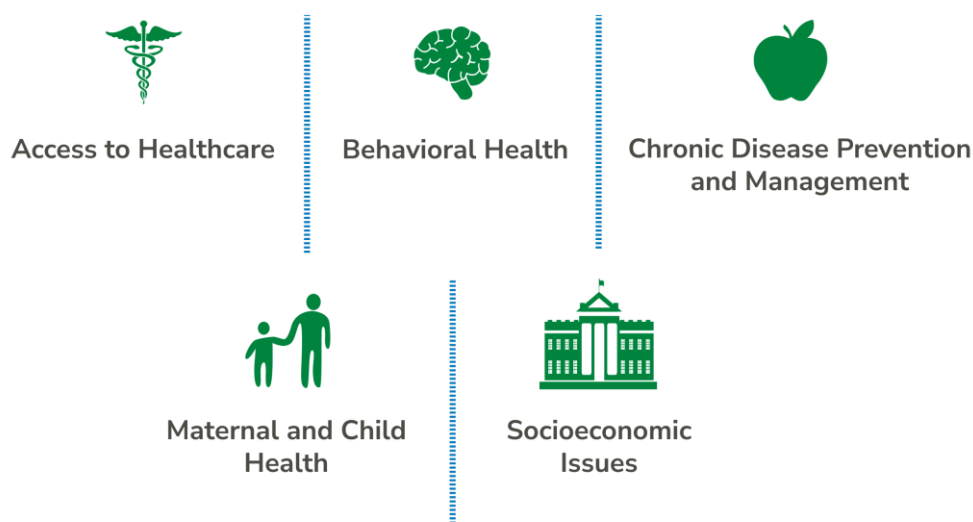 Access to Healthcare
Behavioral Health
Chronic Disease Prevention
and Management
Maternal and Child
Health
Socioeconomic
Issues